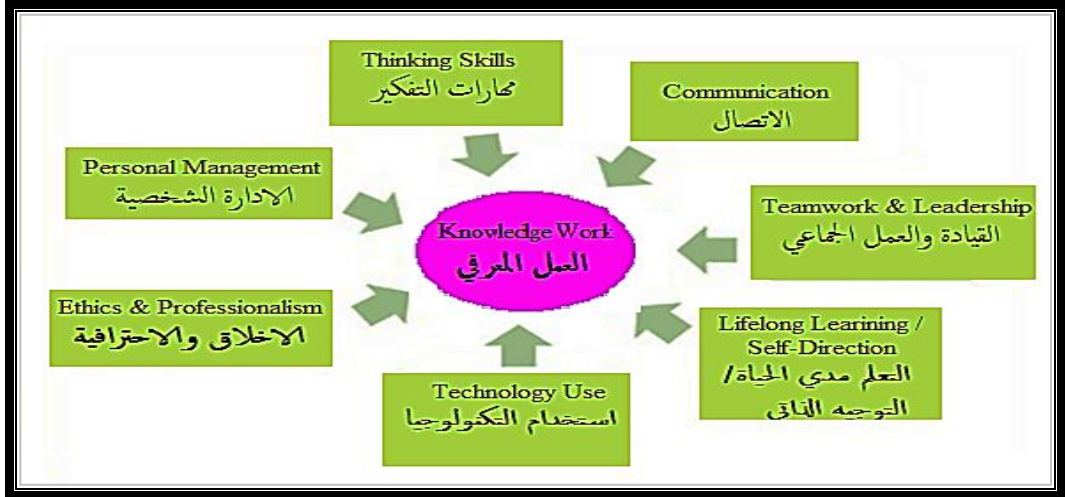 Thinking Skills
مهارات التفكير
Communication
الاتصال
Personal Management
الادارة الشخصية
Teamwork & Leadership
القيادة والعمل الجماعي
Knowledge Work
العمل المعرفي
Ethics & Professionalism
الاخلاق والاحترافية
Lifelong Learining /
Self-Direction
التعلم مدي الحياة/
التوجيه الذاتي
Technology Use
استخدام التكنولوجيا